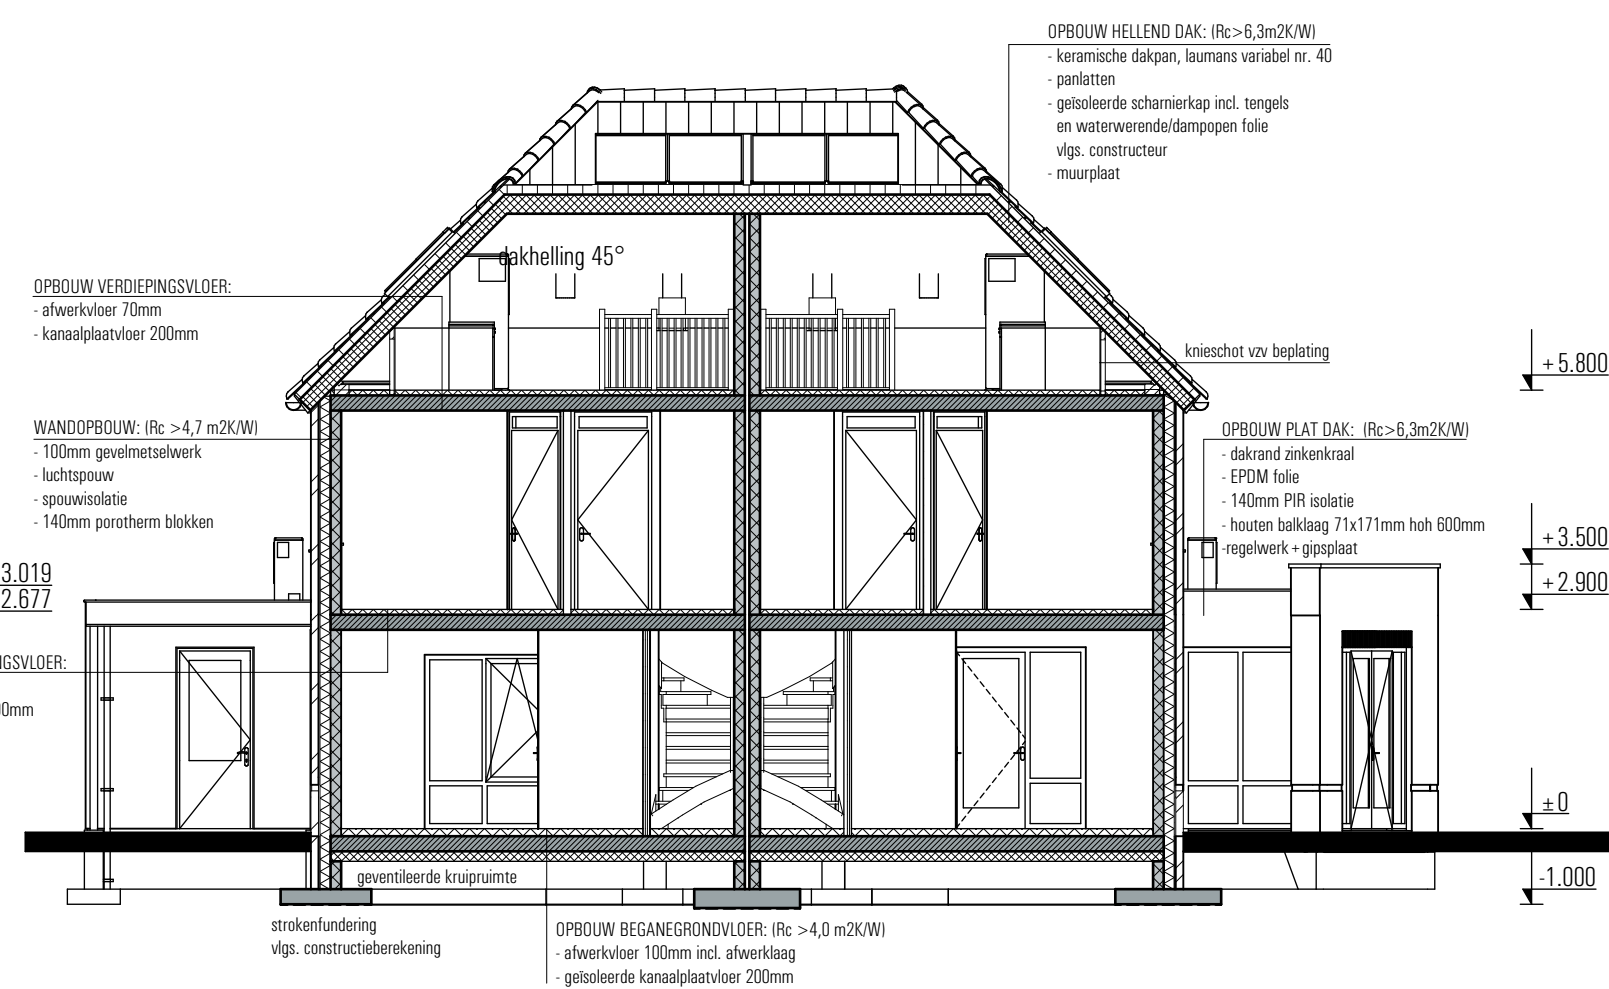 OPBOUW HELLEND DAK: (Rc>6,3m2K/W)
- keramische dakpan, laumans variabel nr. 40
- panlatten
- geïsoleerde scharnierkap incl. tengels
en waterwerende/dampopen folie
vlgs. constructeur
- muurplaat
dakhelling 45°
OPBOUW VERDIEPINGSVLOER:
- afwerkvloer 70mm
- kanaalplaatvloer 200mm
knieschot vzv beplating
+5.800
WANDOPBOUW: (Rc >4,7 m2K/W)
- 100mm gevelmetselwerk
- luchtspouw
- spouwisolatie
- 140mm porotherm blokken
OPBOUW PLAT DAK: (Rc>6,3m2K/W)
- dakrand zinkenkraal
- EPDM folie
- 140mm PIR isolatie
- houten balklaag 71x171mm hoh 600mm
-regelwerk+gipsplaat
+3.500
+2.900
3.019
2.677
NGSVLOER:
00mm
±0
-1.000
geventileerde kruipruimte
strokenfundering
vlgs. constructieberekening
OPBOUW BEGANEGRONDVLOER: (Rc >4,0 m2K/W)
- afwerkvloer 100mm incl. afwerklaag
- geïsoleerde kanaalplaatvloer 200mm